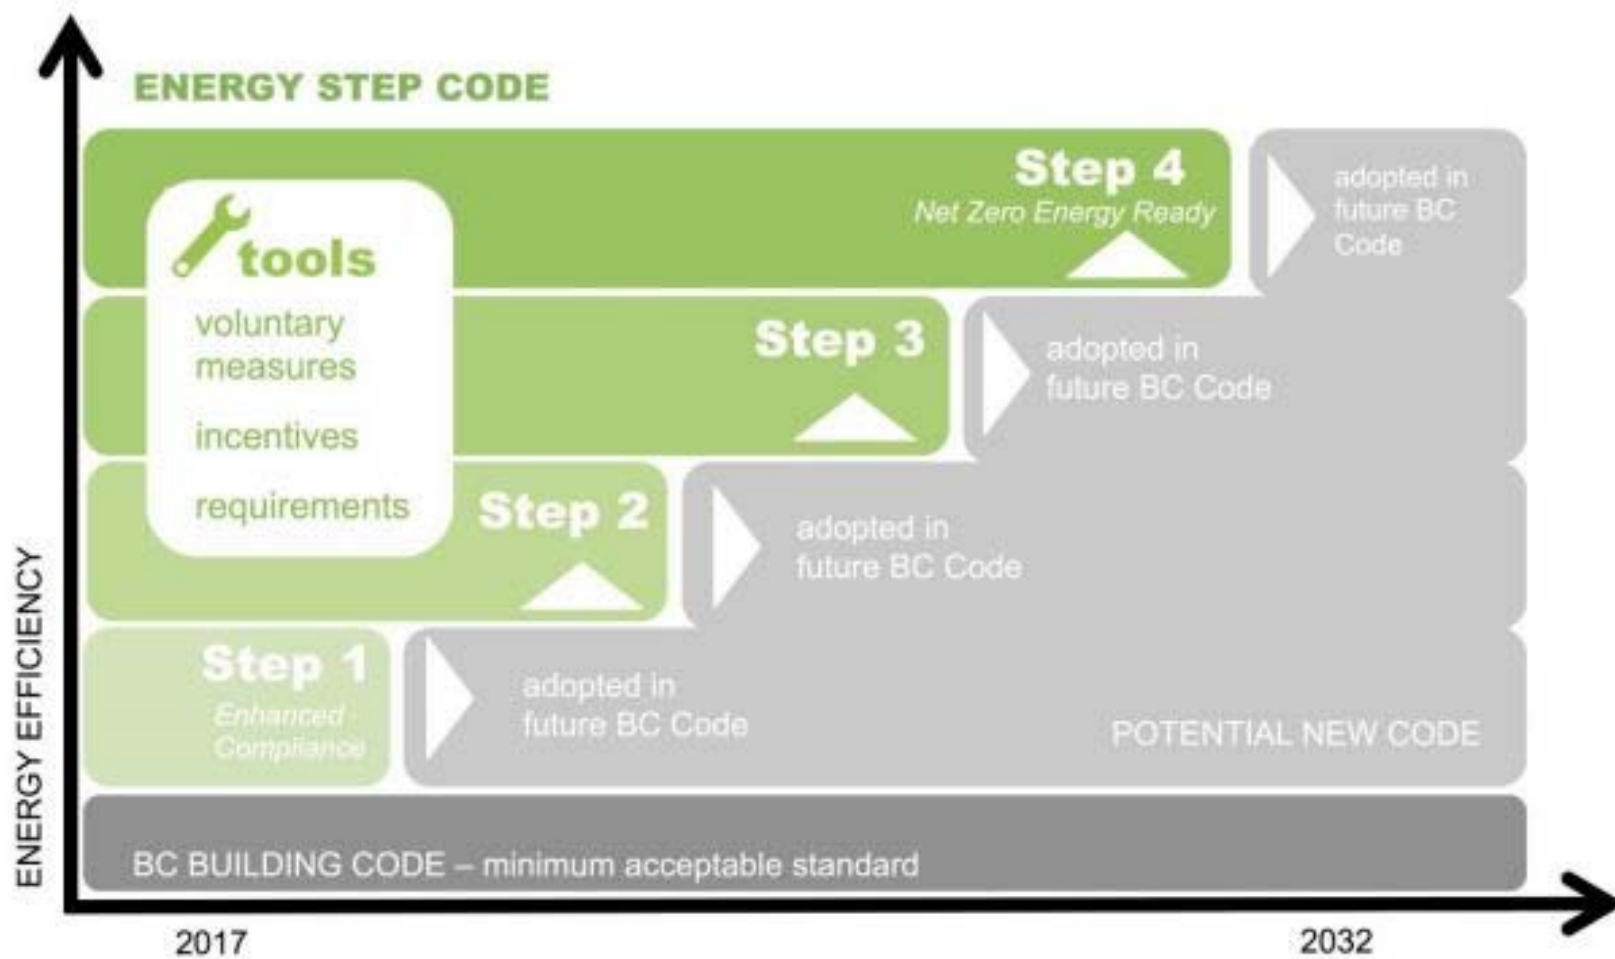 ENERGY STEP CODE
Step 4
Net Zero Energy Ready
adopted in
future BC
Code
tools
voluntary
measures
incentives
requirements
Step 3
adopted in
future BC Code
Step 2
adopted in
future BC Code
Step 1
Enhanced
Compliance
adopted in
future BC Code
POTENTIAL NEW CODE
BC BUILDING CODE – minimum acceptable standard
ENERGY EFFICIENCY
2017
2032